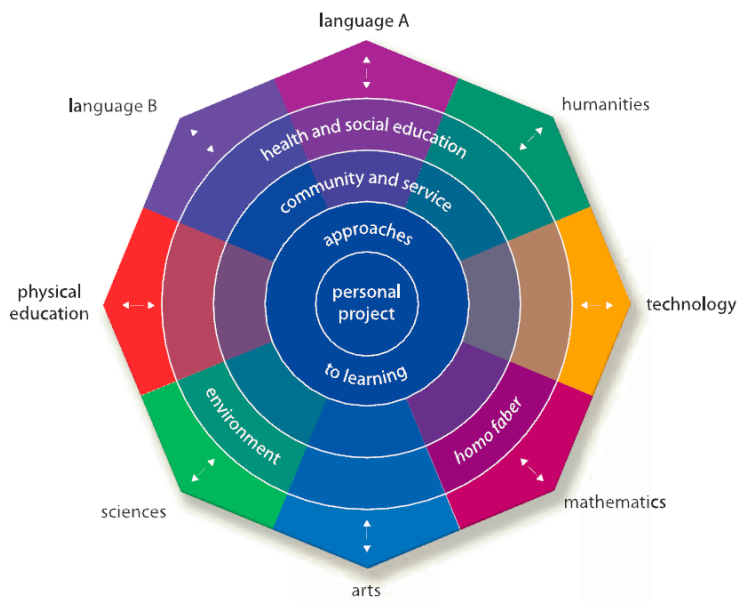 language A
language B
humanities
health and social education
community and service
approaches
personal
project
to learning
physical
education
technology
environment
homo faber
sciences
mathematics
arts